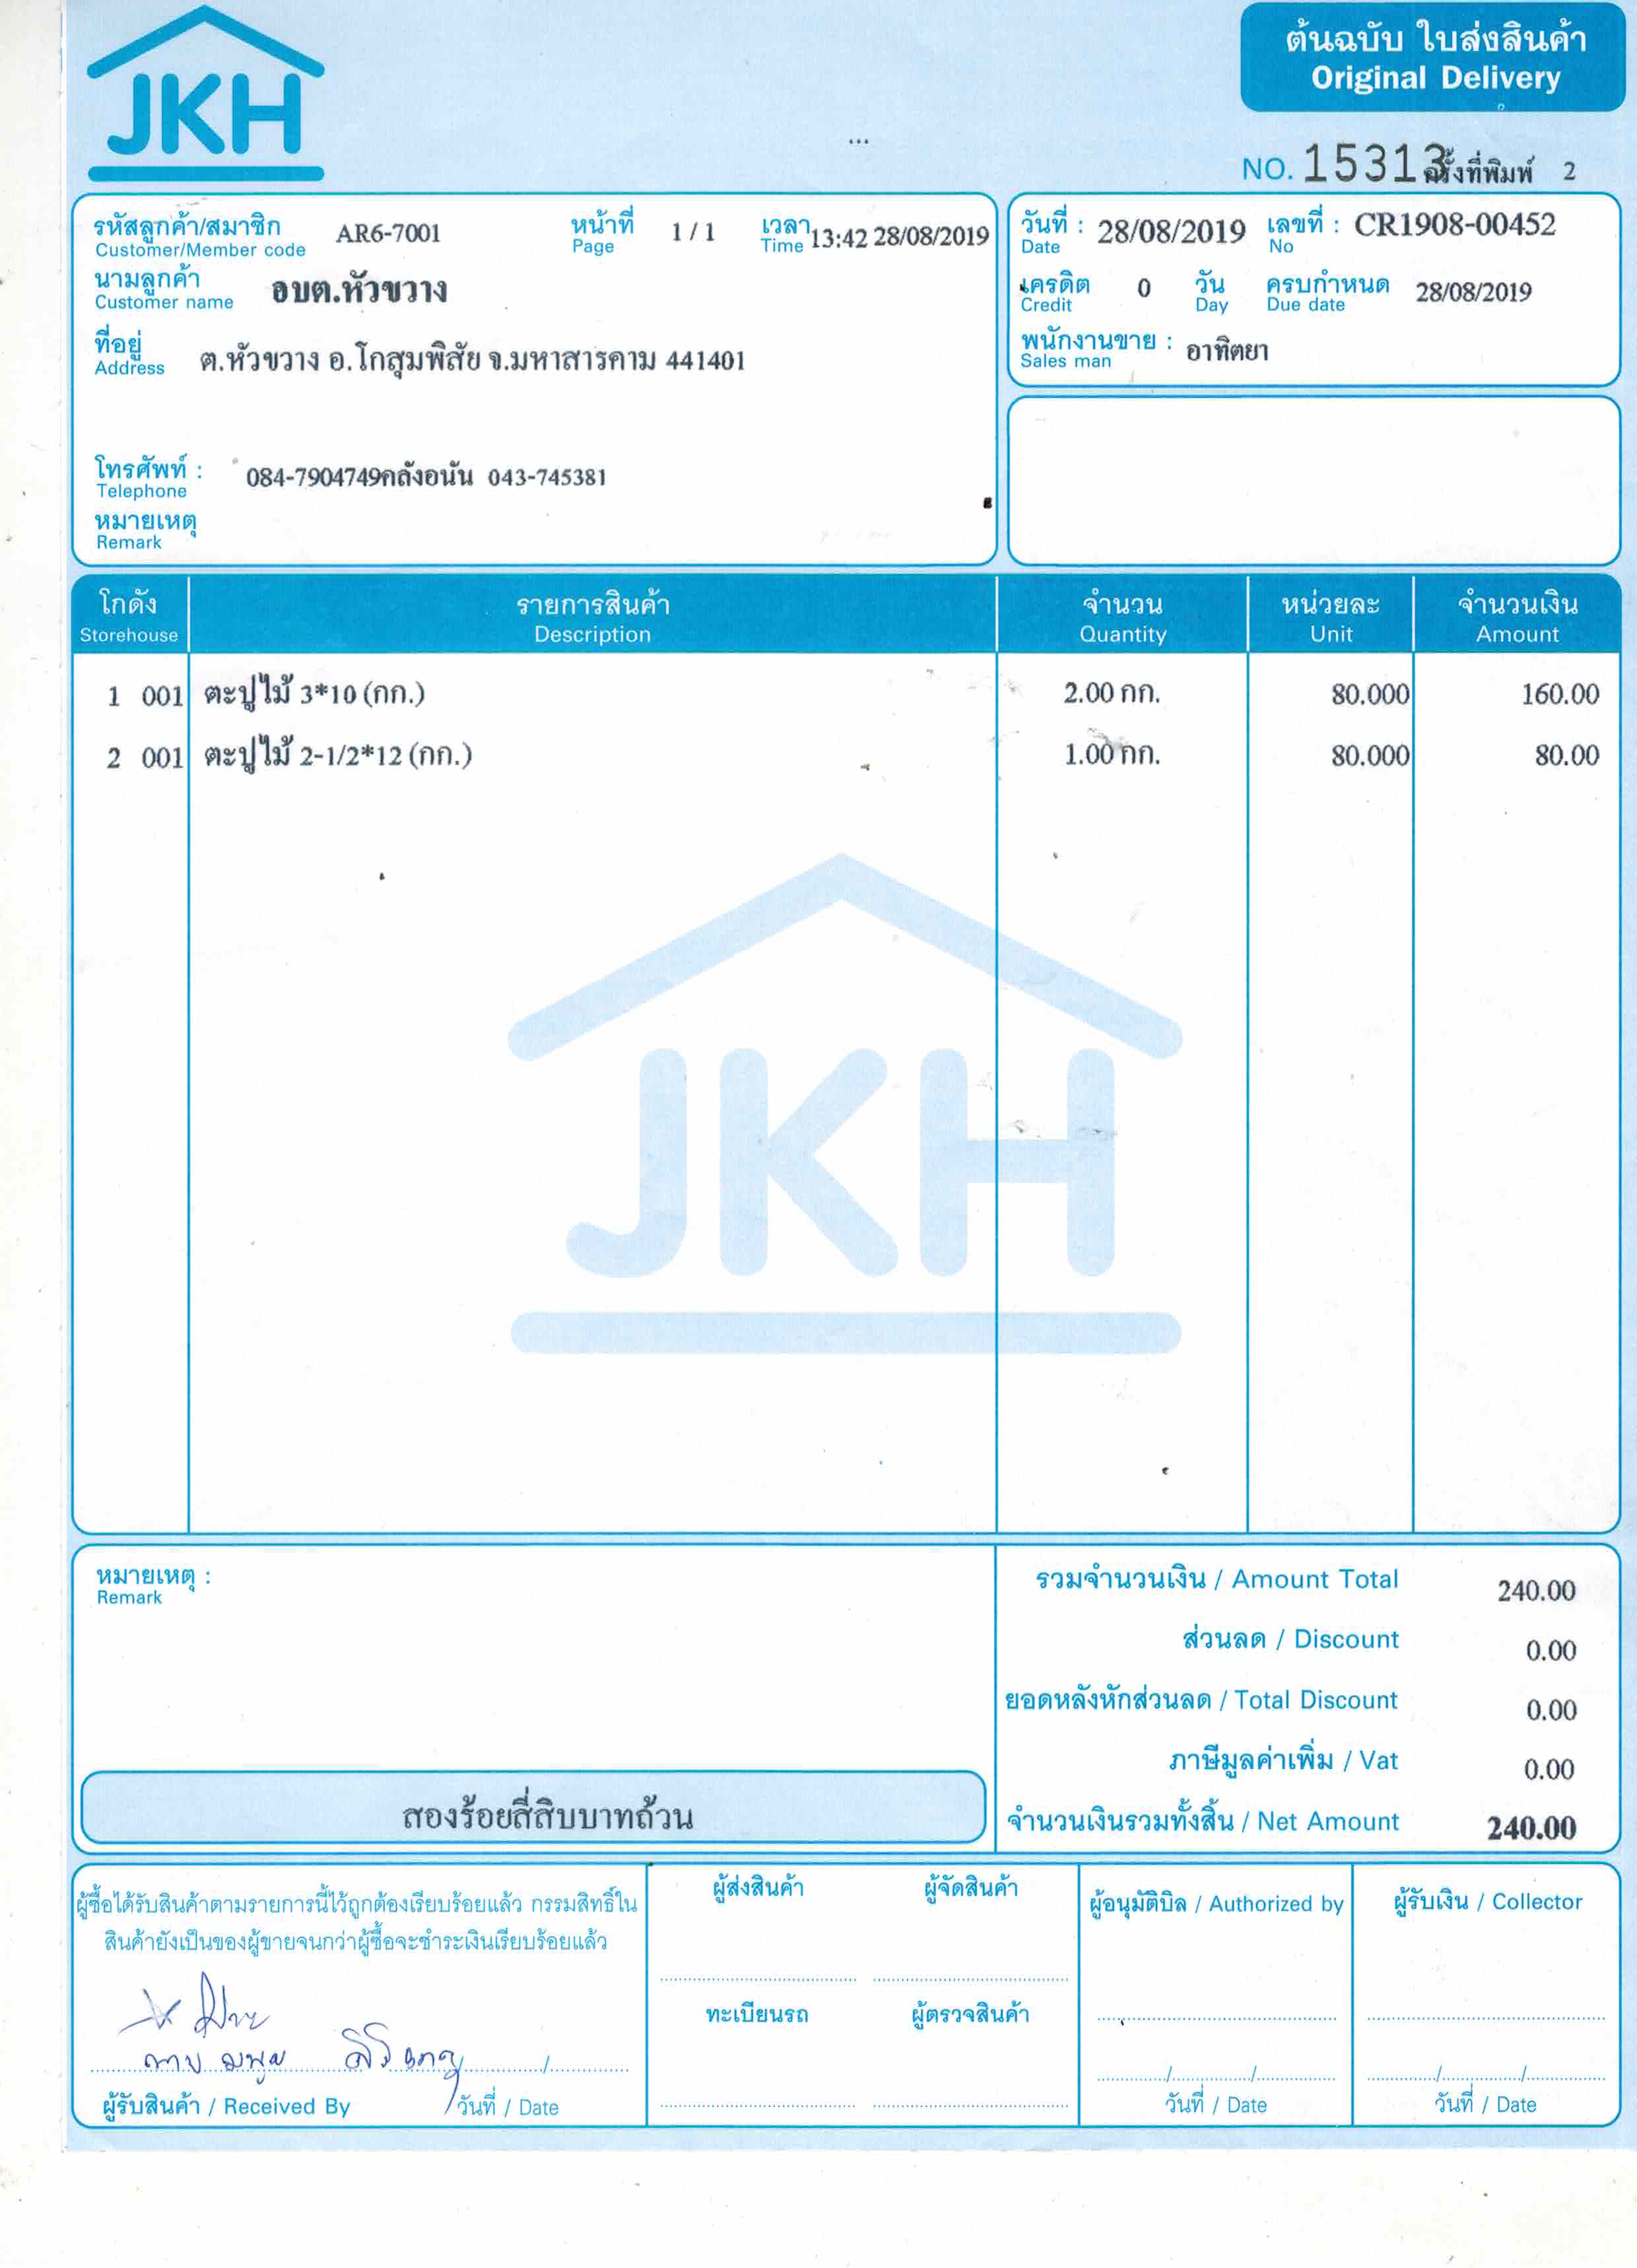 JKH
ต้นฉบับ ใบส่งสินค้า
Original Delivery
...
NO. 15313 ครั้งที่พิมพ์ 2
รหัสลูกค้า/สมาชิก AR6-7001 หน้าที่ 1 / 1 เวลา 13:42 28/08/2019
Customer/Member code Page Time
นามลูกค้า อบต.หัวขวาง
Customer name
ที่อยู่ ต.หัวขวาง อ.โกสุมพิสัย จ.มหาสารคาม 441401
Address
โทรศัพท์ : 084-7904749คลังอนัน 043-745381
Telephone
หมายเหตุ
Remark
วันที่ : 28/08/2019 เลขที่ : CR1908-00452
Date No
เครดิต 0 วัน ครบกำหนด 28/08/2019
Credit Day Due date
พนักงานขาย : อาทิตยา
Sales man
โกดัง รายการสินค้า จำนวน หน่วยละ จำนวนเงิน
Storehouse Description Quantity Unit Amount
1 001 ตะปูไม้ 3*10 (กก.) 2.00 กก. 80.000 160.00
2 001 ตะปูไม้ 2-1/2*12 (กก.) 1.00 กก. 80.000 80.00
JKH
หมายเหตุ :
Remark
รวมจำนวนเงิน / Amount Total 240.00
ส่วนลด / Discount 0.00
ยอดหลังหักส่วนลด / Total Discount 0.00
ภาษีมูลค่าเพิ่ม / Vat 0.00
สองร้อยสี่สิบบาทถ้วน
จำนวนเงินรวมทั้งสิ้น / Net Amount 240.00
ผู้ซื้อได้รับสินค้าตามรายการนี้ไว้ถูกต้องเรียบร้อยแล้ว กรรมสิทธิ์ใน
สินค้ายังเป็นของผู้ขายจนกว่าผู้ซื้อจะชำระเงินเรียบร้อยแล้ว
ผู้รับสินค้า / Received By วันที่ / Date
ผู้ส่งสินค้า ผู้จัดสินค้า
ทะเบียนรถ ผู้ตรวจสินค้า
ผู้อนุมัติบิล / Authorized by
วันที่ / Date
ผู้รับเงิน / Collector
วันที่ / Date